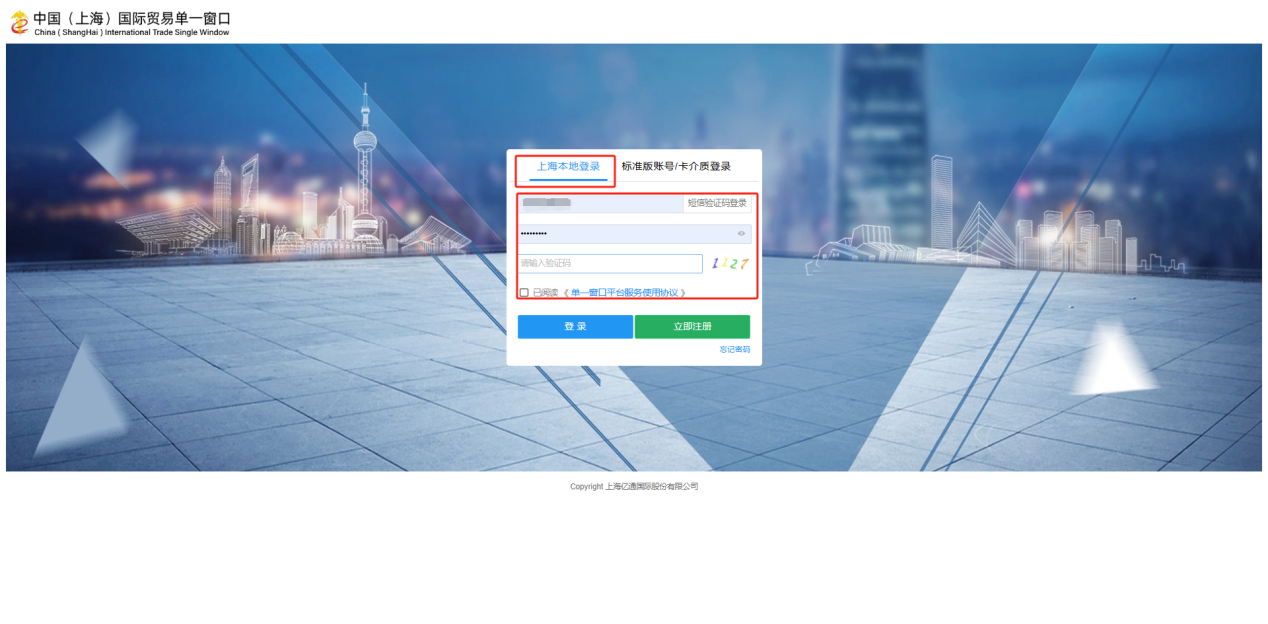 中国（上海）国际贸易单一窗口
China ( ShangHai ) International Trade Single Window
上海本地登录 标准版账号/卡介质登录
短信验证码登录
•••••••••
请输入验证码 1127
已阅读《单一窗口平台服务使用协议》
登 录 立即注册
忘记密码
Copyright 上海亿通国际股份有限公司